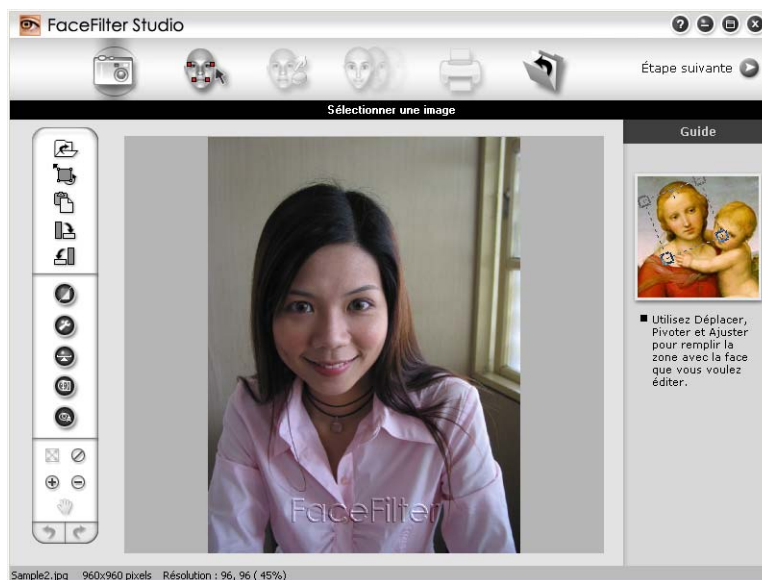 FaceFilter Studio
Étape suivante
Sélectionner une image
Guide
Utilisez Déplacer,
Pivoter et Ajuster
pour remplir la
zone avec la face
que vous voulez
éditer.
FaceFilter
Sample2.jpg 960x960 pixels Résolution : 96, 96 ( 45%)